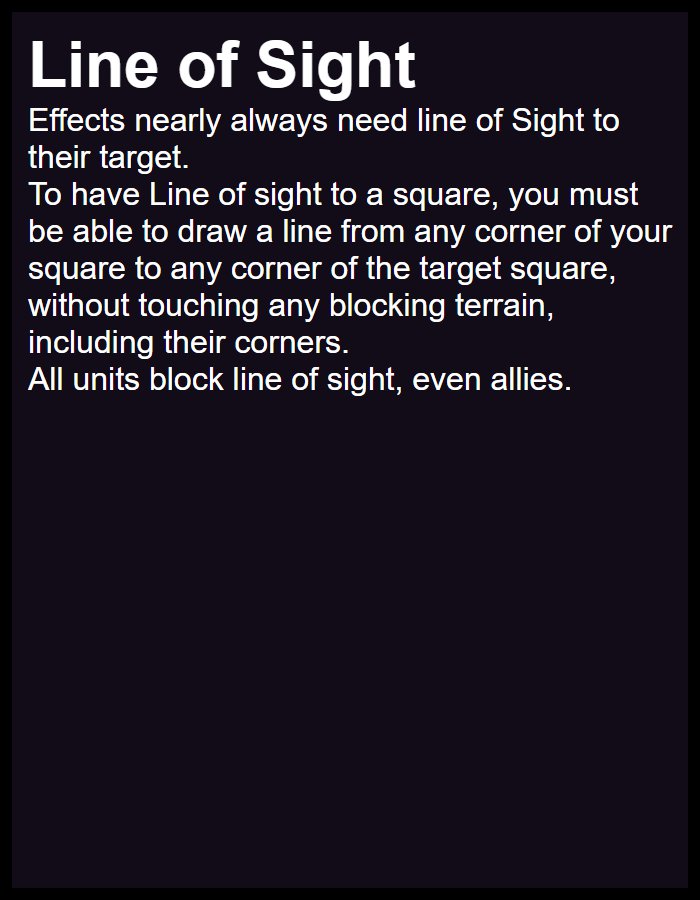 Line of Sight
Effects nearly always need line of Sight to
their target.
To have Line of sight to a square, you must
be able to draw a line from any corner of your
square to any corner of the target square,
without touching any blocking terrain,
including their corners.
All units block line of sight, even allies.